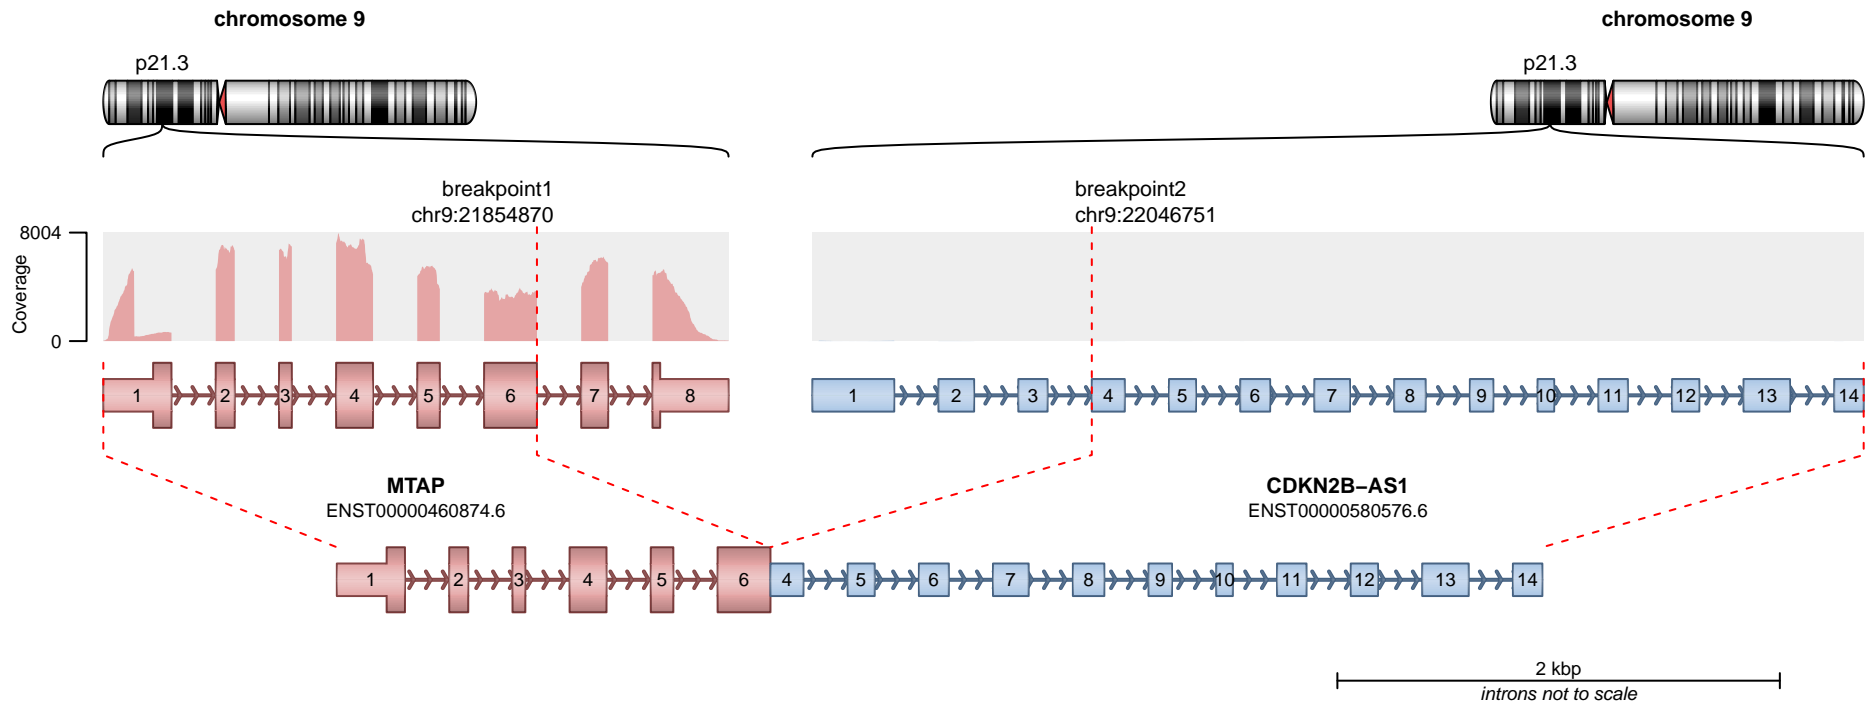 chromosome 9
chromosome 9
p21.3
p21.3
breakpoint1
chr9:21854870
breakpoint2
chr9:22046751
8004
Coverage
0
1 2 3 4 5 6 7 8
1 2 3 4 5 6 7 8 9 10 11 12 13 14
MTAP
ENST00000460874.6
CDKN2B−AS1
ENST00000580576.6
1 2 3 4 5 6 4 5 6 7 8 9 10 11 12 13 14
2 kbp
introns not to scale